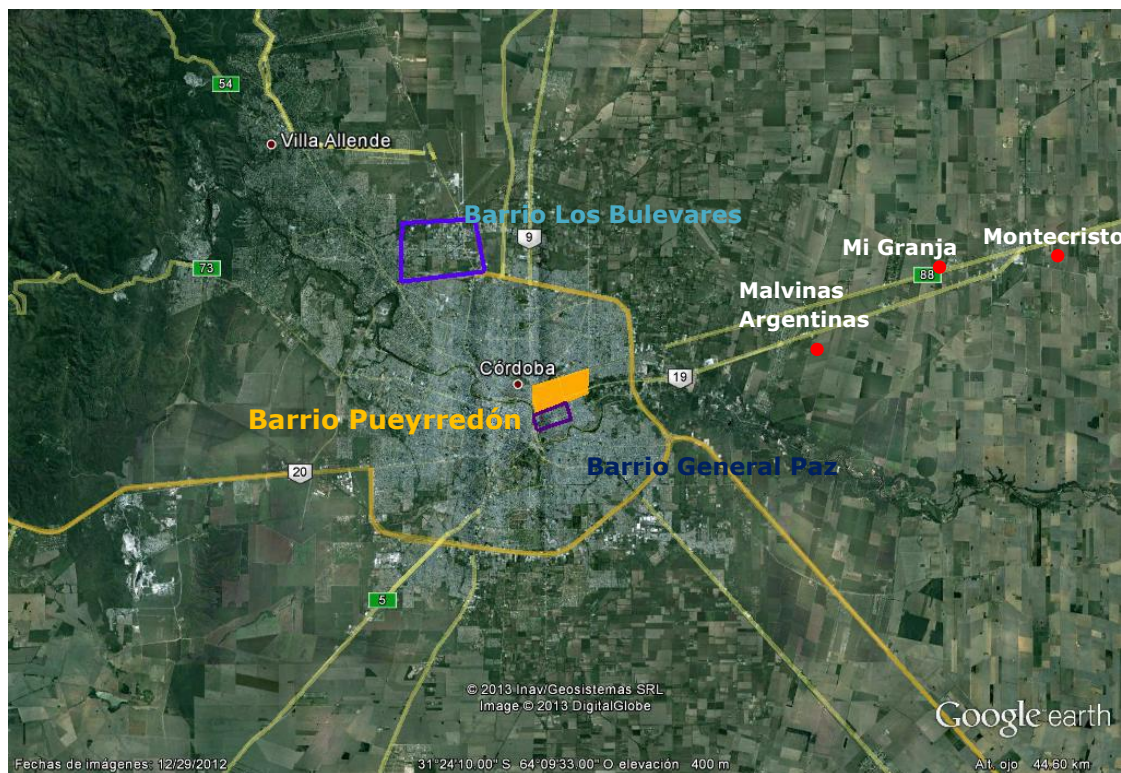 54
Villa Allende
Barrio Los Bulevares
9
Mi Granja
Montecristo
73
88
Malvinas
Argentinas
Córdoba
19
Barrio Pueyrredón
Barrio General Paz
20
5
© 2013 Inav/Geosistemas SRL
Image © 2013 DigitalGlobe
Google earth
Fechas de imágenes: 12/29/2012
31°24'10.00" S 64°09'33.00" O elevación 400 m
Alt. ojo 44.60 km